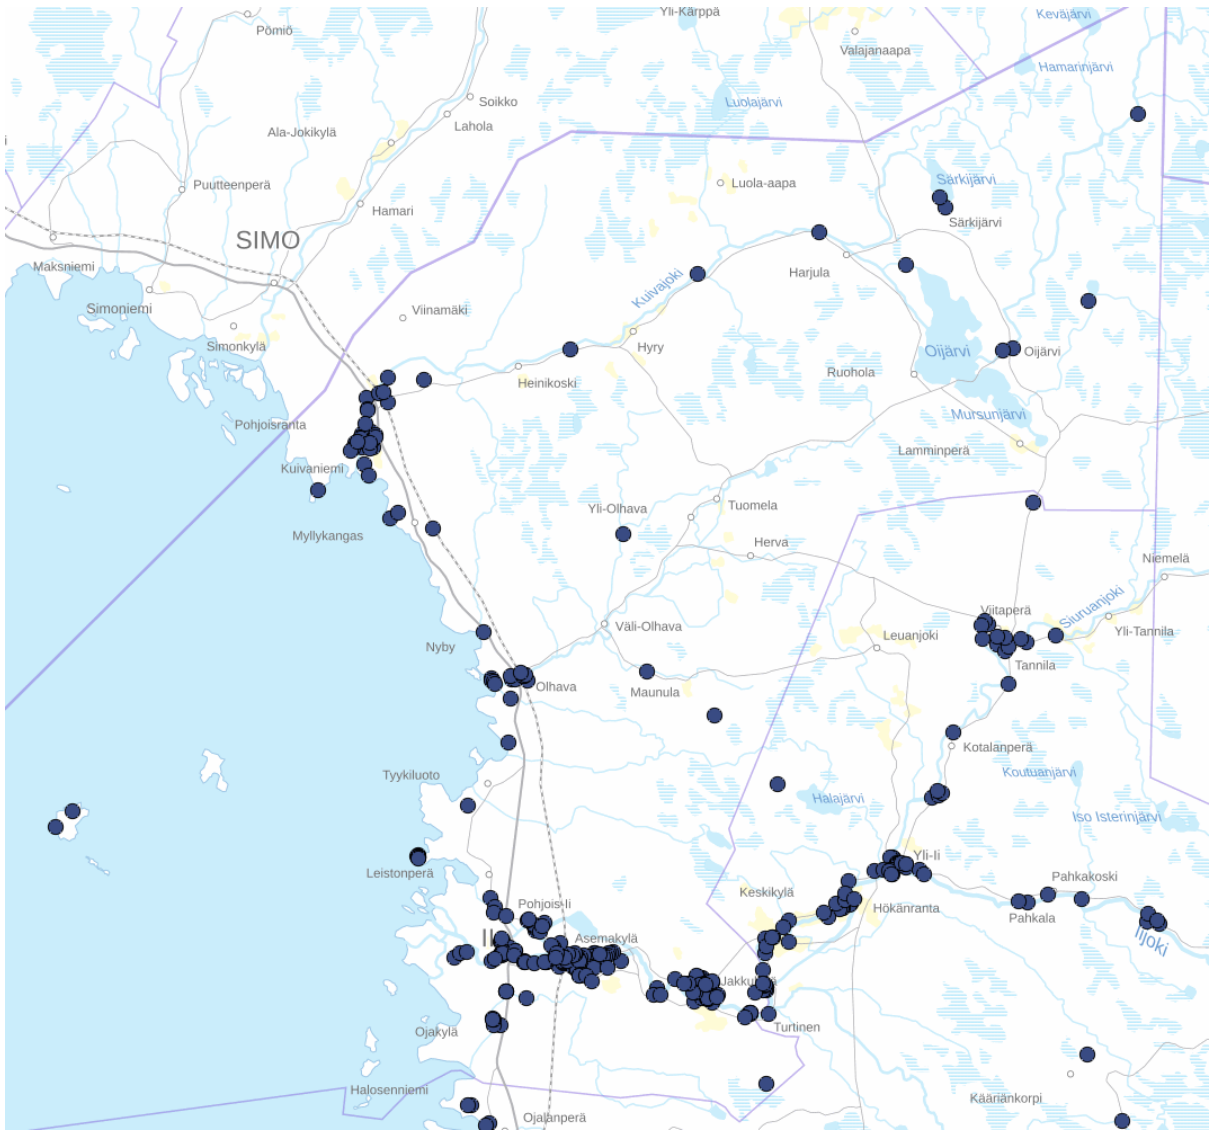 Yli-Kärppä
Keväjärvi
Pömiö
Valajanaapa
Hamarinjärvi
Soikko
Luolajärvi
Lahola
Ala-Jokikylä
Puutteenperä
Luola-aapa
Särkijärvi
Hamari
Särkijärvi
SIMO
Harjula
Maksniemi
Kuivajoki
Simoniemi
Viinamäki
Simonkylä
Hyry
Oijärvi
Oijärvi
Heinikoski
Ruohola
Mursunjärvi
Pohjoisranta
Lamminperä
Kuivaniemi
Tuomela
Yli-Olhava
Myllykangas
Herva
Niemelä
Siuruanjoki
Viitaperä
Väli-Olhava
Yli-Tannila
Leuanjoki
Nyby
Tannila
Olhava
Maunula
Kotalanperä
Tyykiluoto
Koutuanjärvi
Halajärvi
Iso Isterinjärvi
Yli-Ii
Leistonperä
Pahkakoski
Keskikylä
Pohjois-Ii
Hökänranta
Pahkala
Asemakylä
Iijoki
Turtinen
Ojakylä
Halosenniemi
Kääriänkorpi
Ojalanperä